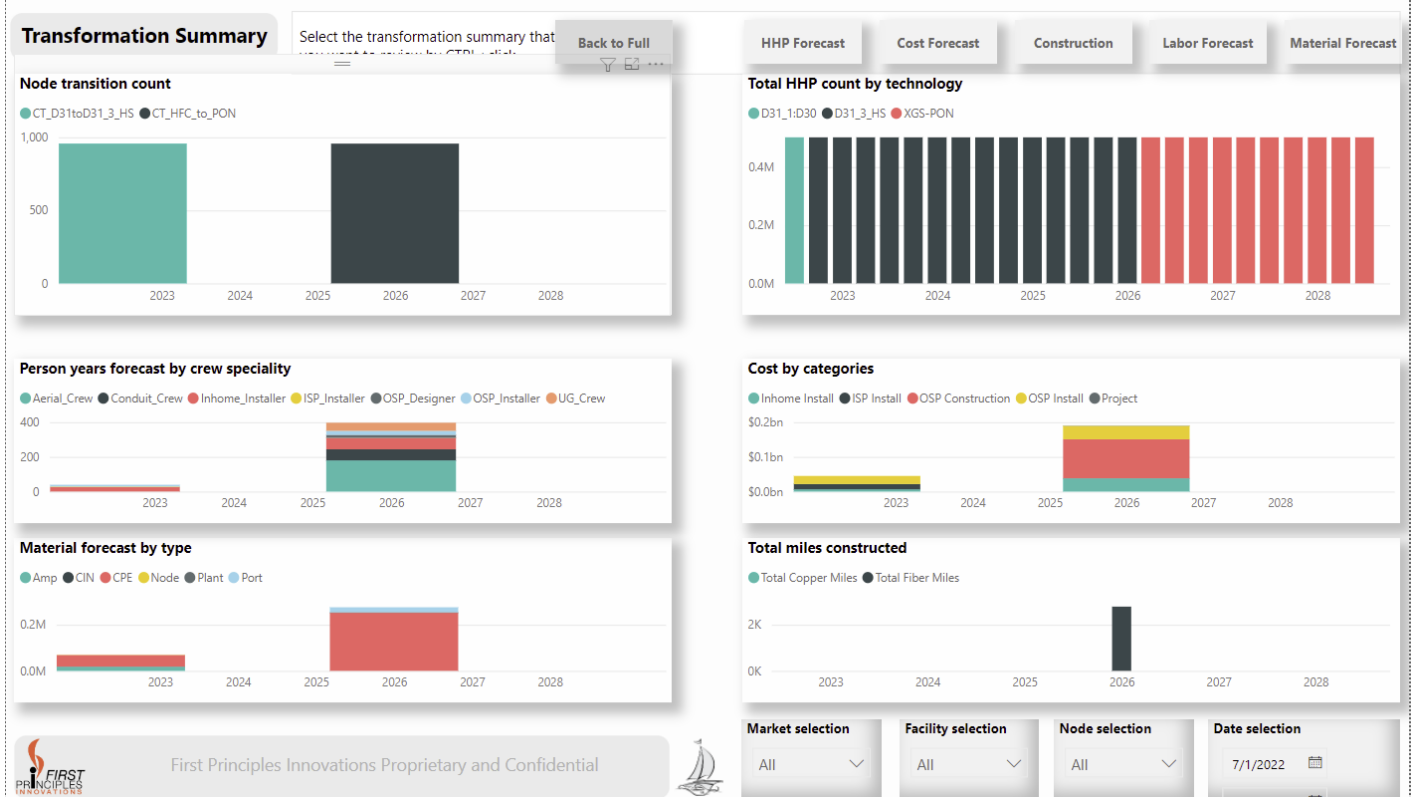 Transformation Summary
Select the transformation summary that
Back to Full
HHP Forecast
Cost Forecast
Construction
Labor Forecast
Material Forecast
Node transition count
CT_D31toD31_3_HS CT_HFC_to_PON
1,000
500
0
2023 2024 2025 2026 2027 2028
Total HHP count by technology
D31_1:D30 D31_3_HS XGS-PON
0.4M
0.2M
0.0M
2023 2024 2025 2026 2027 2028
Person years forecast by crew speciality
Aerial_Crew Conduit_Crew Inhome_Installer ISP_Installer OSP_Designer OSP_Installer UG_Crew
400
200
0
2023 2024 2025 2026 2027 2028
Cost by categories
Inhome Install ISP Install OSP Construction OSP Install Project
$0.2bn
$0.1bn
$0.0bn
2023 2024 2025 2026 2027 2028
Material forecast by type
Amp CIN CPE Node Plant Port
0.2M
0.0M
2023 2024 2025 2026 2027 2028
Total miles constructed
Total Copper Miles Total Fiber Miles
2K
0K
2023 2024 2025 2026 2027 2028
Market selection
All
Facility selection
All
Node selection
All
Date selection
7/1/2022
FIRST
PRINCIPLES
INNOVATIONS
First Principles Innovations Proprietary and Confidential